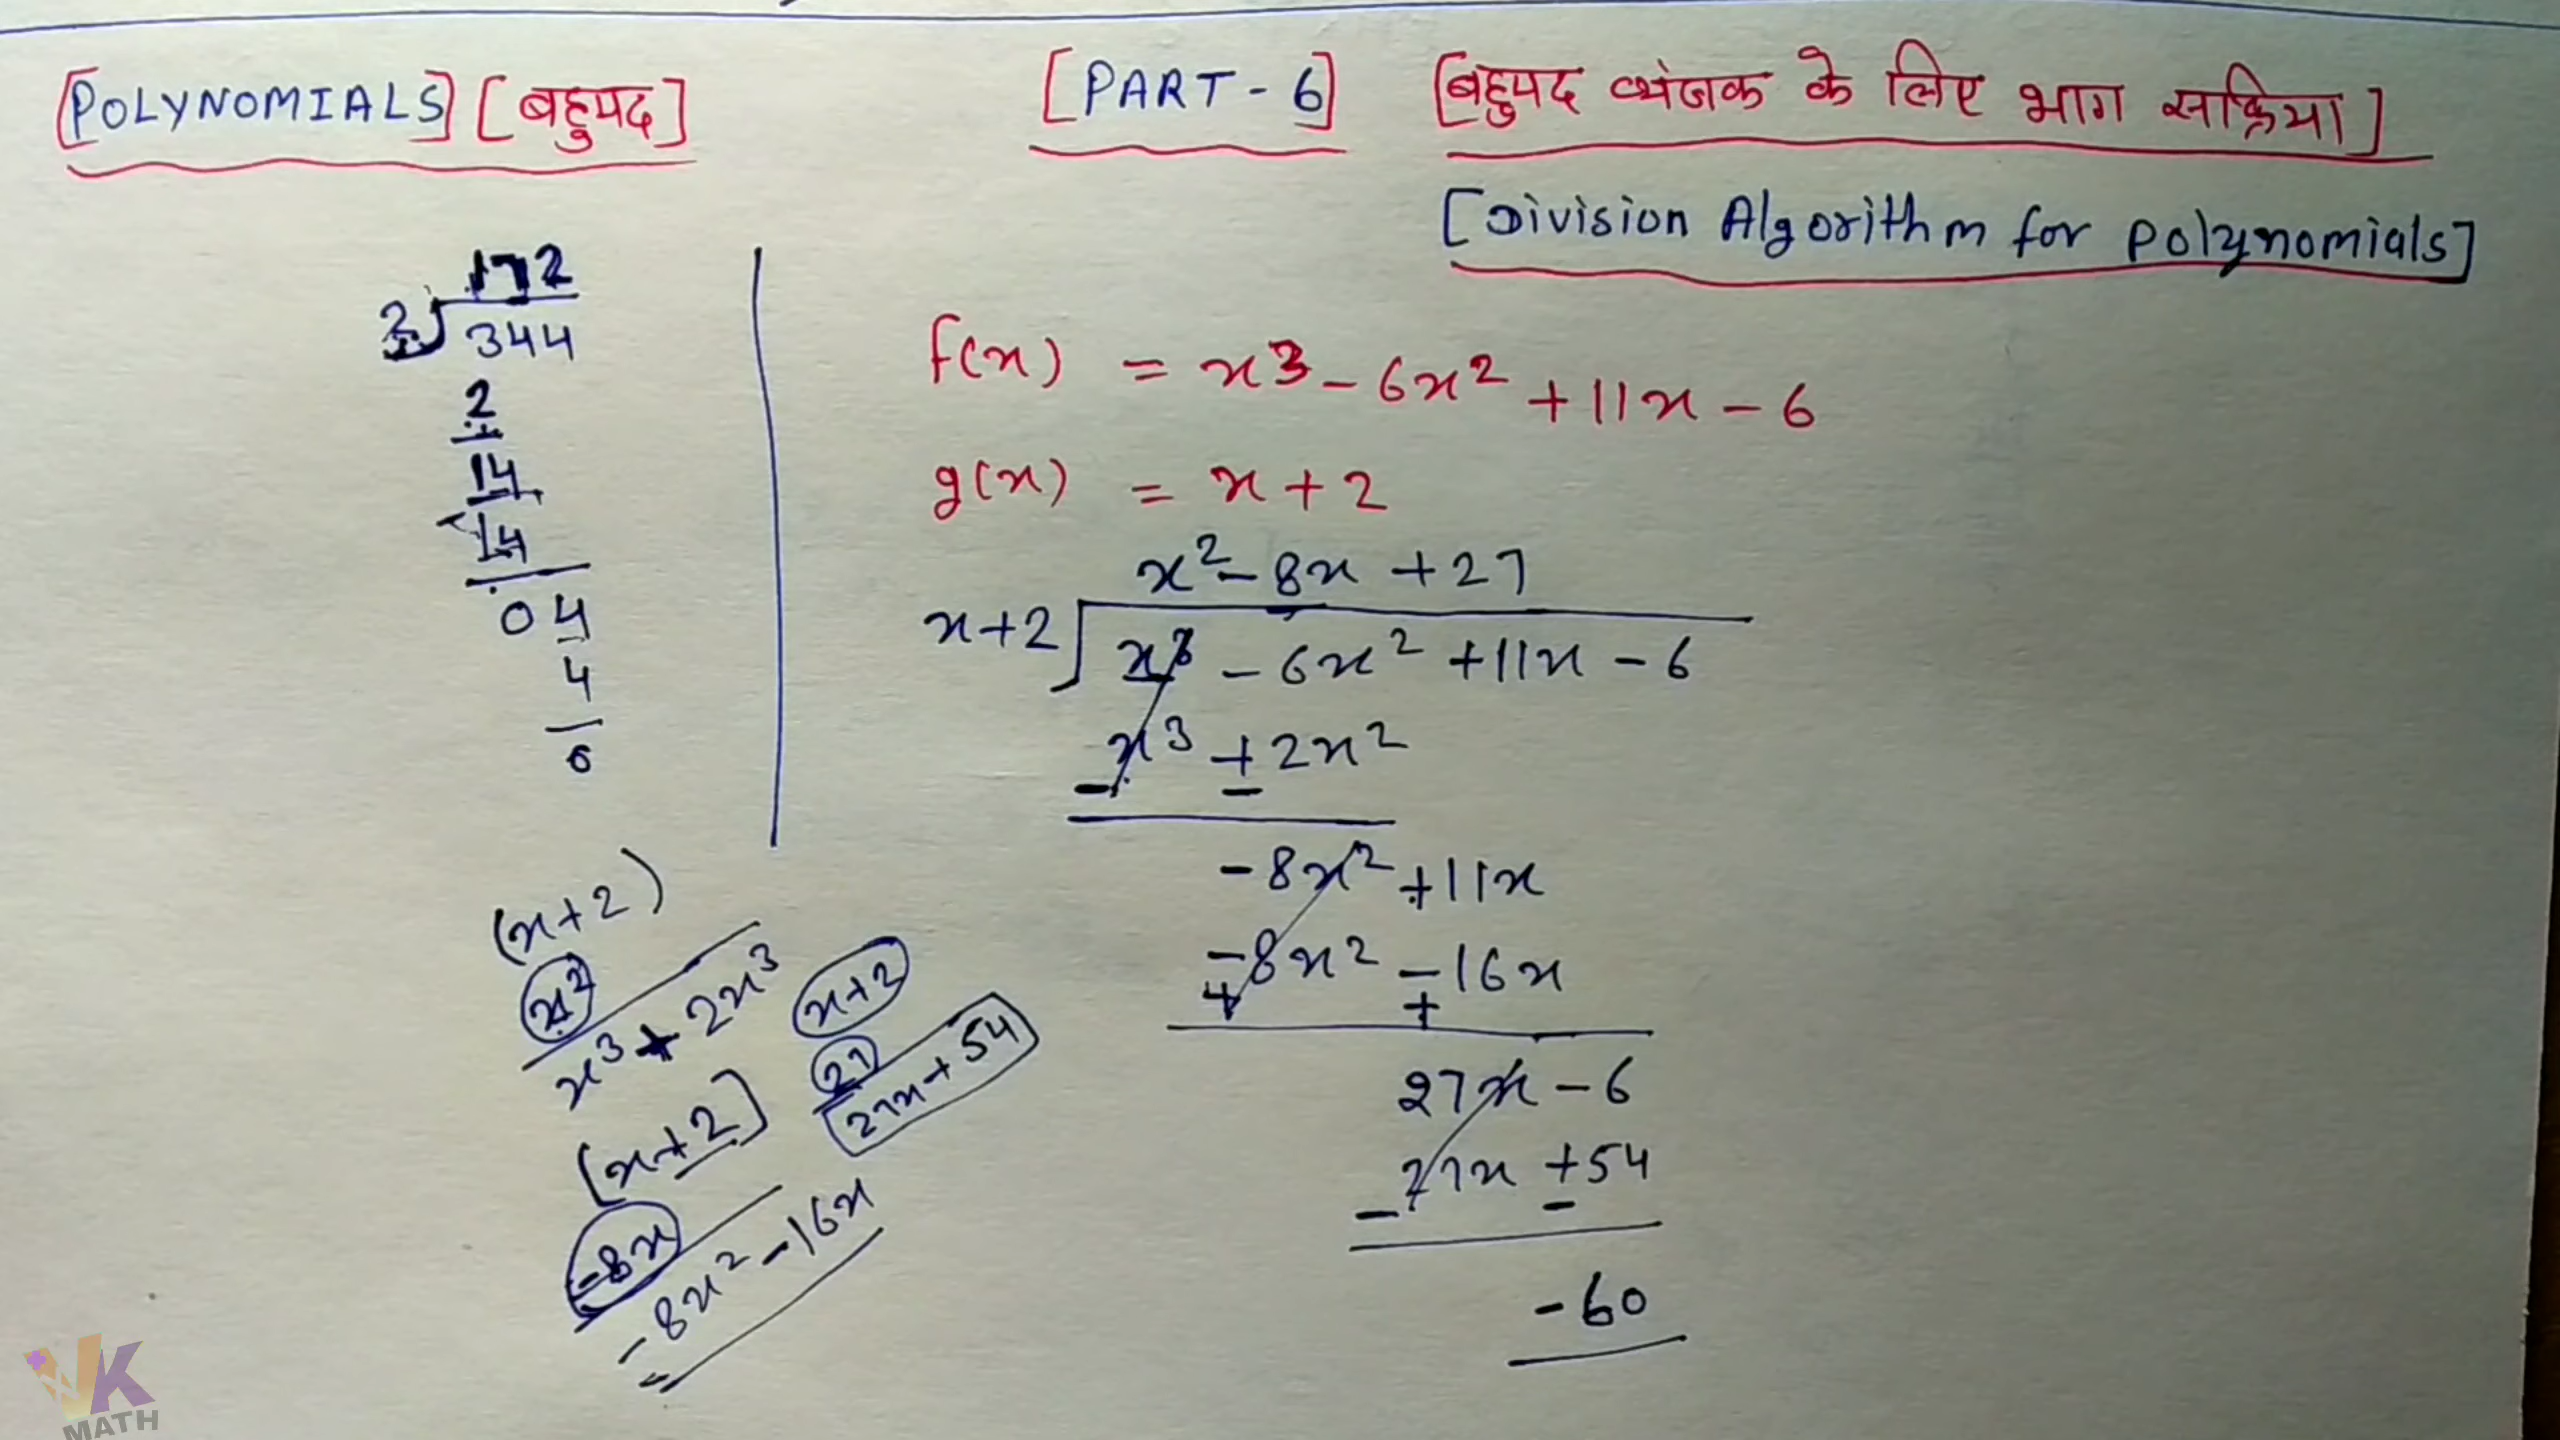 [POLYNOMIALS] [बहुपद]
[PART - 6]
[बहुपद व्यंजक के लिए भाग सक्रिया]
[Division Algorithm for polynomials]
172
2 344
2
14
14
04
4
0
f(x) = x³ - 6x² + 11x - 6
g(x) = x + 2
x² - 8x + 27
x+2 x³ - 6x² + 11x - 6
x³ + 2x²
- -
-8x² + 11x
-8x² - 16x
+ +
27x - 6
27x + 54
- -
-60
(x+2)
x²
x³ + 2x³
[x+2]
-8x
-8x² - 16x
x+2
27
27x + 54
VK
MATH